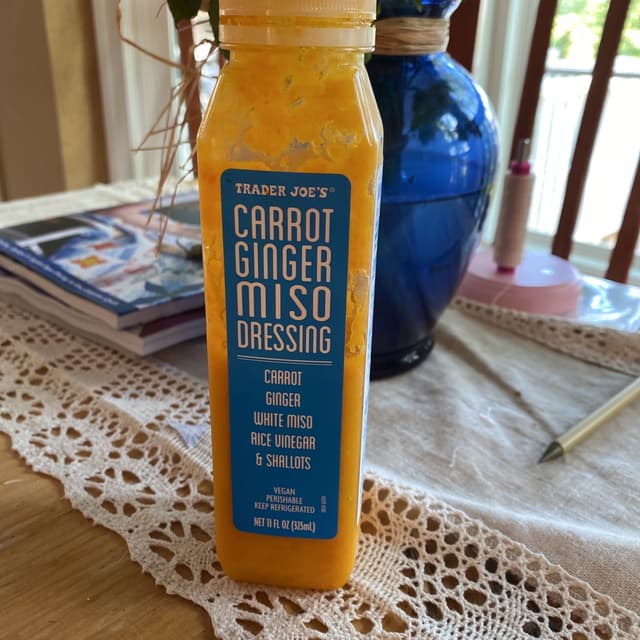 TRADER JOE'S
CARROT
GINGER
MISO
DRESSING
CARROT
GINGER
WHITE MISO
RICE VINEGAR
& SHALLOTS
VEGAN
PERISHABLE
KEEP REFRIGERATED
NET 11 FL OZ (325mL)